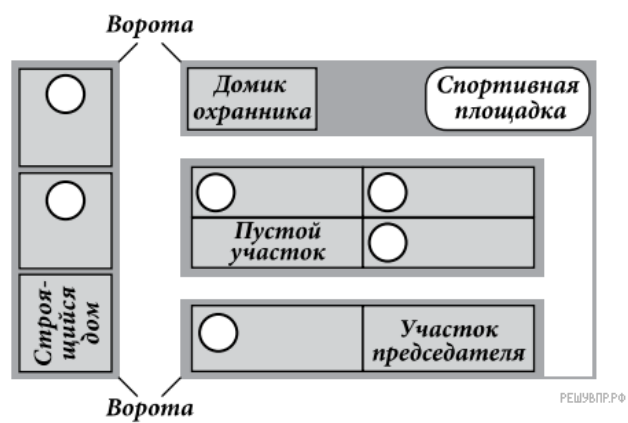 Ворота
Домик
охранника
Спортивная
площадка
Пустой
участок
Строя-
щийся
дом
Участок
председателя
Ворота
РЕШУВПР.РФ